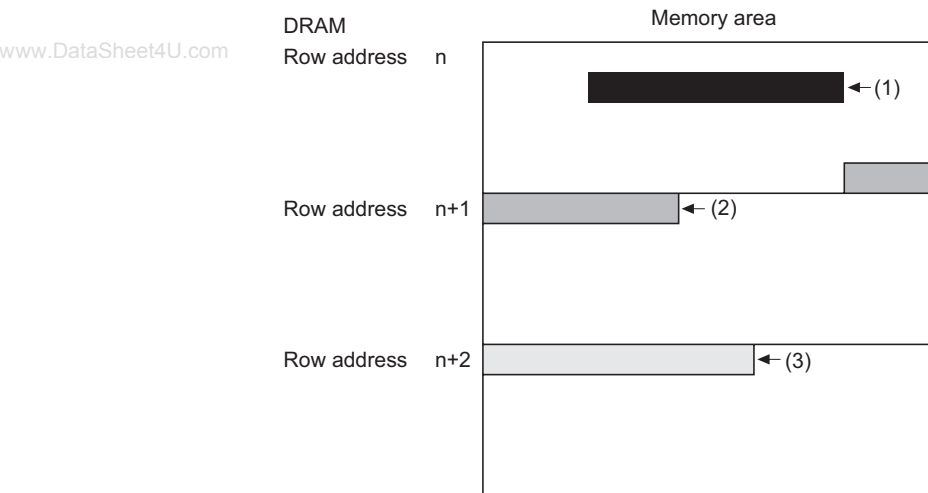 Memory area
DRAM
www.DataSheet4U.com
Row address n
(1)
Row address n+1
(2)
Row address n+2
(3)